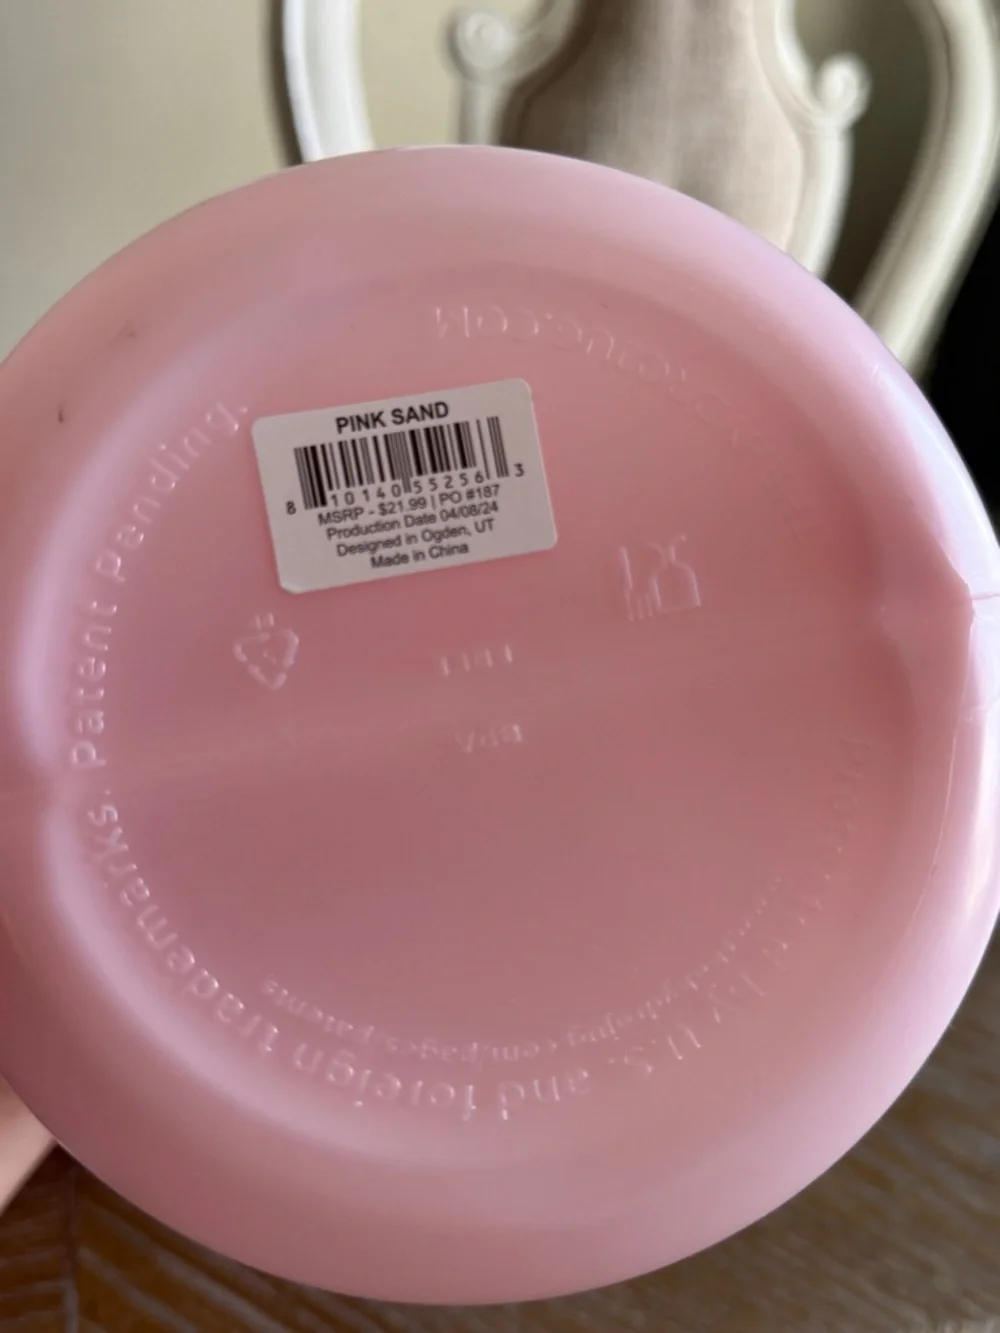 PINK SAND
8 10140 55256 3
MSRP - $21.99 | PO #187
Production Date 04/08/24
Designed in Ogden, UT
Made in China
by U.S. and foreign trademarks. Patent Pending.